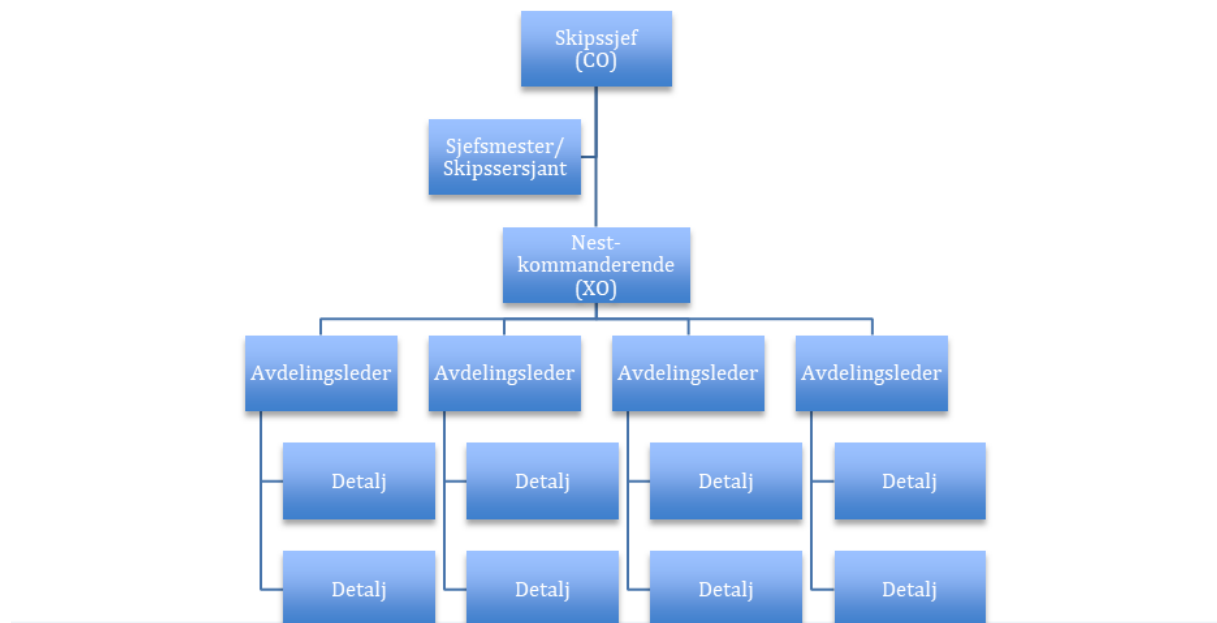 Skipssjef
(CO)
Sjefsmester/
Skipssersjant
Nest-
kommanderende
(XO)
Avdelingsleder
Avdelingsleder
Avdelingsleder
Avdelingsleder
Detalj
Detalj
Detalj
Detalj
Detalj
Detalj
Detalj
Detalj